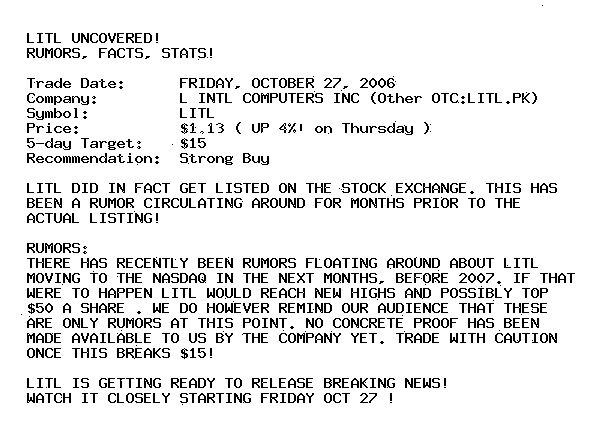 LITL UNCOVERED!
RUMORS, FACTS, STATS!
Trade Date: FRIDAY, OCTOBER 27, 2006
Company: L INTL COMPUTERS INC (Other OTC:LITL.PK)
Symbol: LITL
Price: $1.13 ( UP 4%! on Thursday )
5-day Target: $15
Recommendation: Strong Buy
LITL DID IN FACT GET LISTED ON THE STOCK EXCHANGE. THIS HAS
BEEN A RUMOR CIRCULATING AROUND FOR MONTHS PRIOR TO THE
ACTUAL LISTING!
RUMORS:
THERE HAS RECENTLY BEEN RUMORS FLOATING AROUND ABOUT LITL
MOVING TO THE NASDAQ IN THE NEXT MONTHS, BEFORE 2007. IF THAT
WERE TO HAPPEN LITL WOULD REACH NEW HIGHS AND POSSIBLY TOP
$50 A SHARE . WE DO HOWEVER REMIND OUR AUDIENCE THAT THESE
ARE ONLY RUMORS AT THIS POINT. NO CONCRETE PROOF HAS BEEN
MADE AVAILABLE TO US BY THE COMPANY YET. TRADE WITH CAUTION
ONCE THIS BREAKS $15!
LITL IS GETTING READY TO RELEASE BREAKING NEWS!
WATCH IT CLOSELY STARTING FRIDAY OCT 27 !